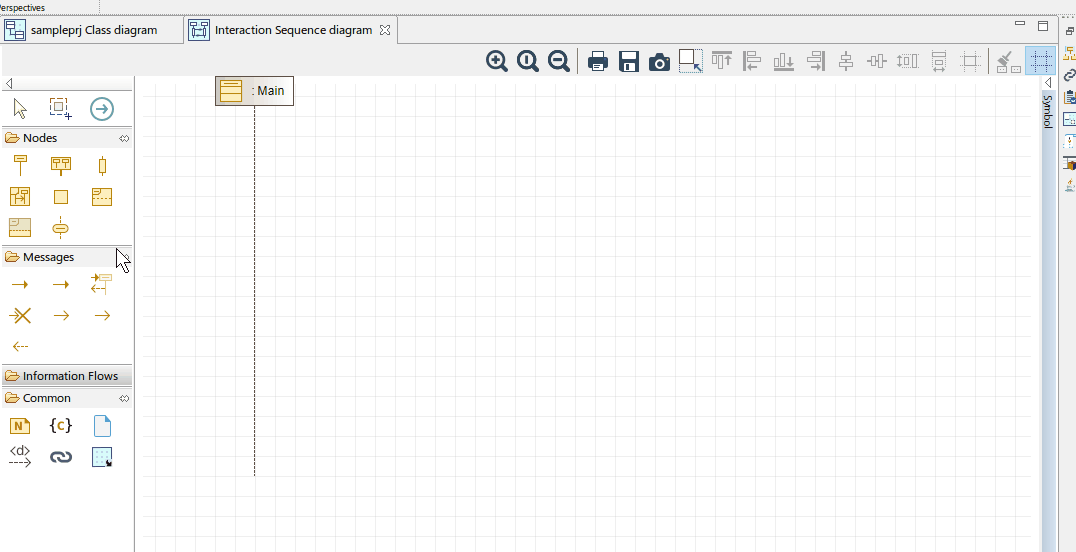 erspectives
sampleprj Class diagram
Interaction Sequence diagram
: Main
Symbol
Nodes
Messages
Information Flows
Common
N
{C}
<d>